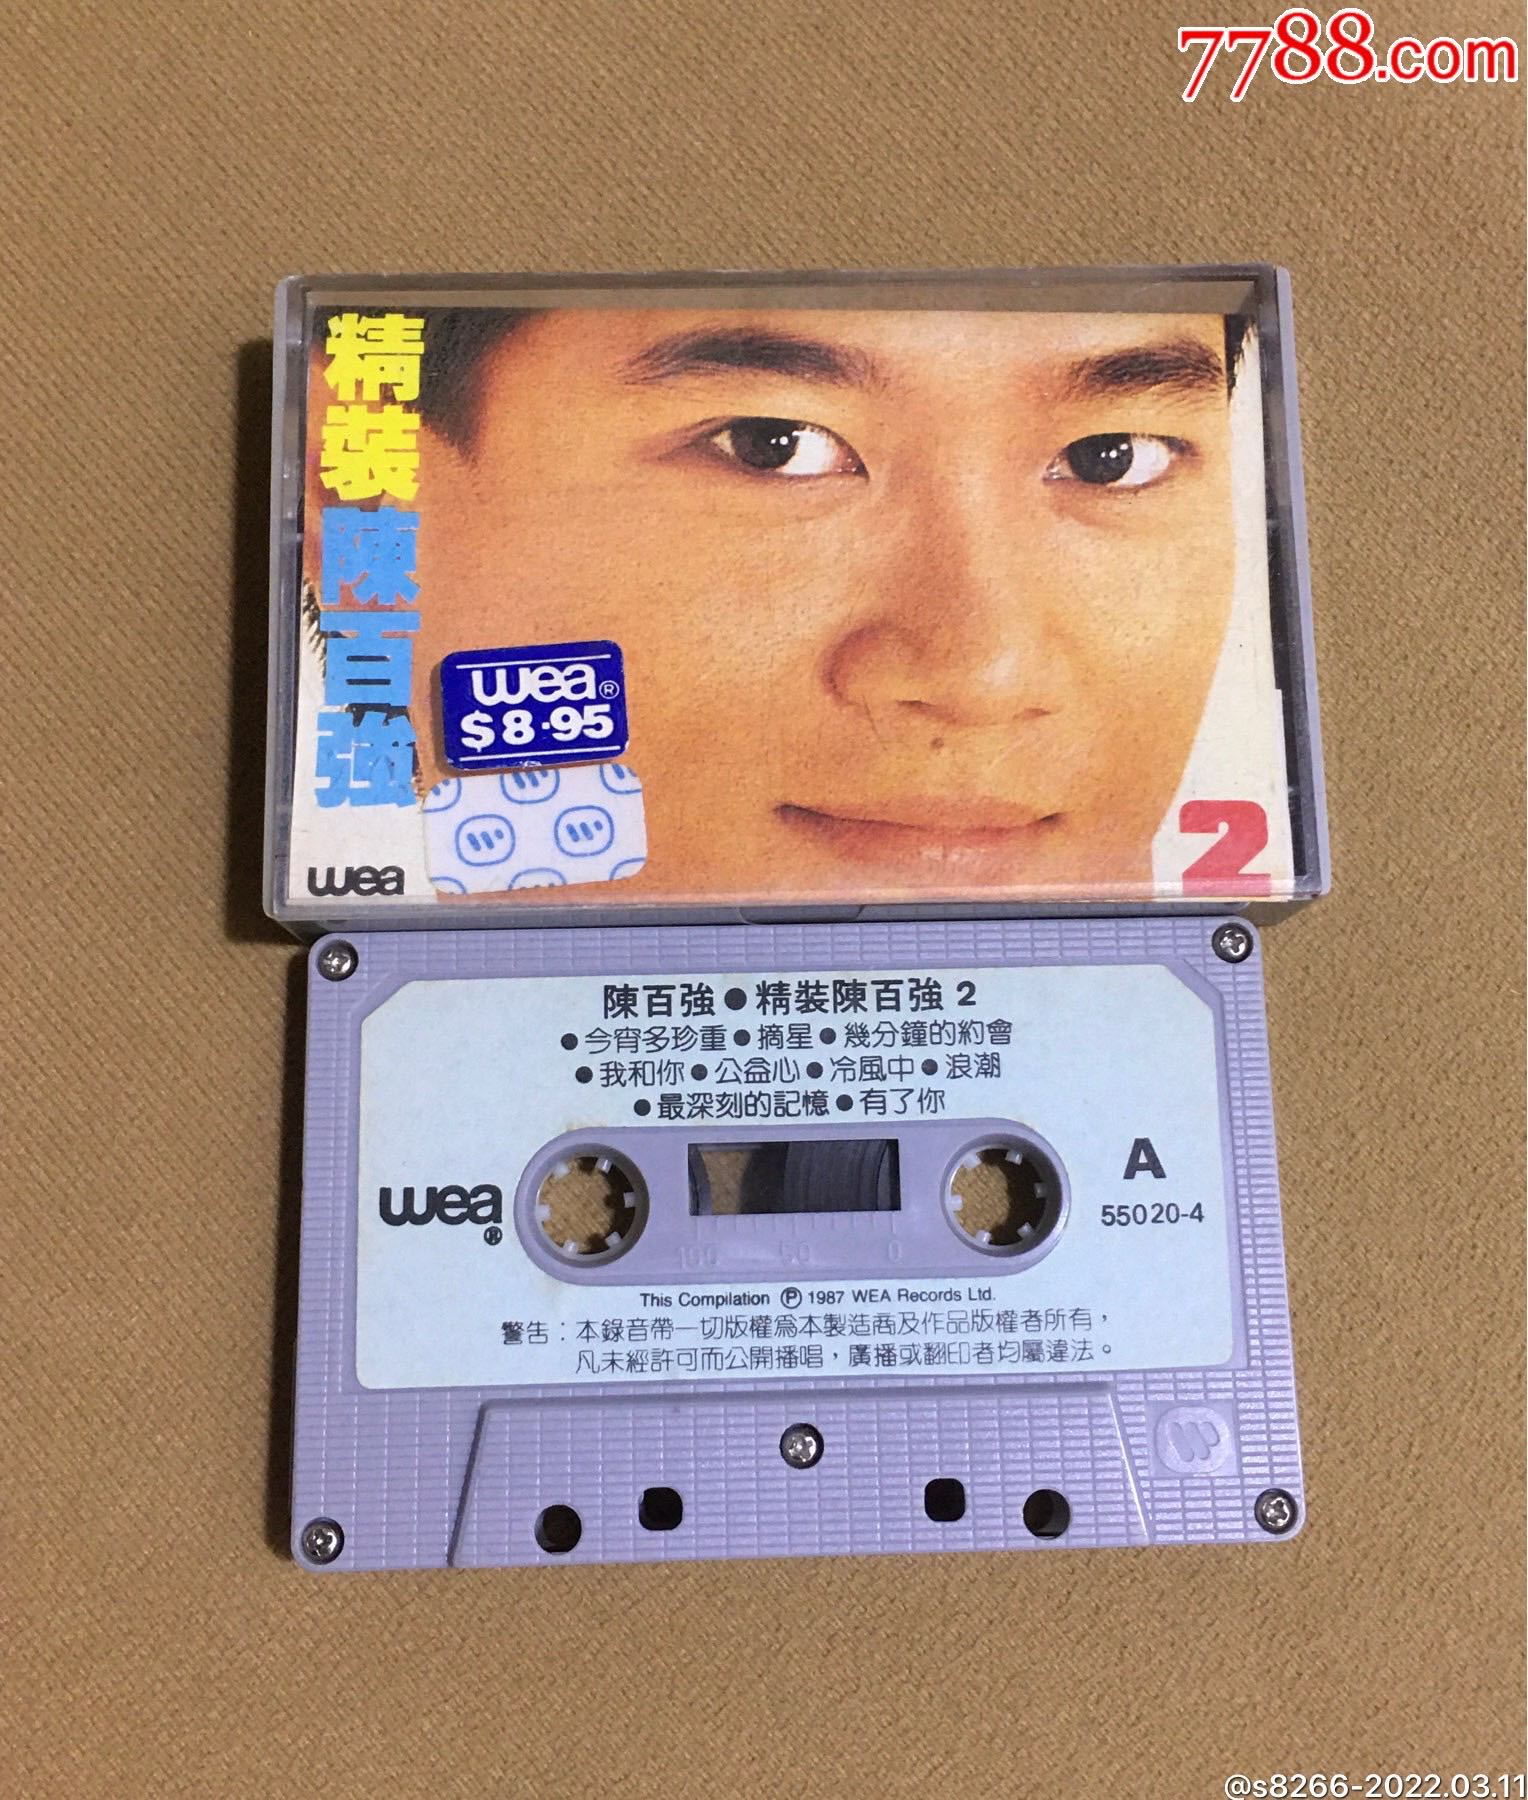 7788.com
精裝陳百強
wea®
$8.95
wea
2
陳百強●精裝陳百強 2
●今宵多珍重●摘星●幾分鐘的約會
●我和你●公益心●冷風中●浪潮
●最深刻的記憶●有了你
wea®
A
55020-4
100 50 0
This Compilation Ⓟ 1987 WEA Records Ltd.
警告：本錄音帶一切版權為本製造商及作品版權者所有，
凡未經許可而公開播唱，廣播或翻印者均屬違法。
@s8266-2022.03.11